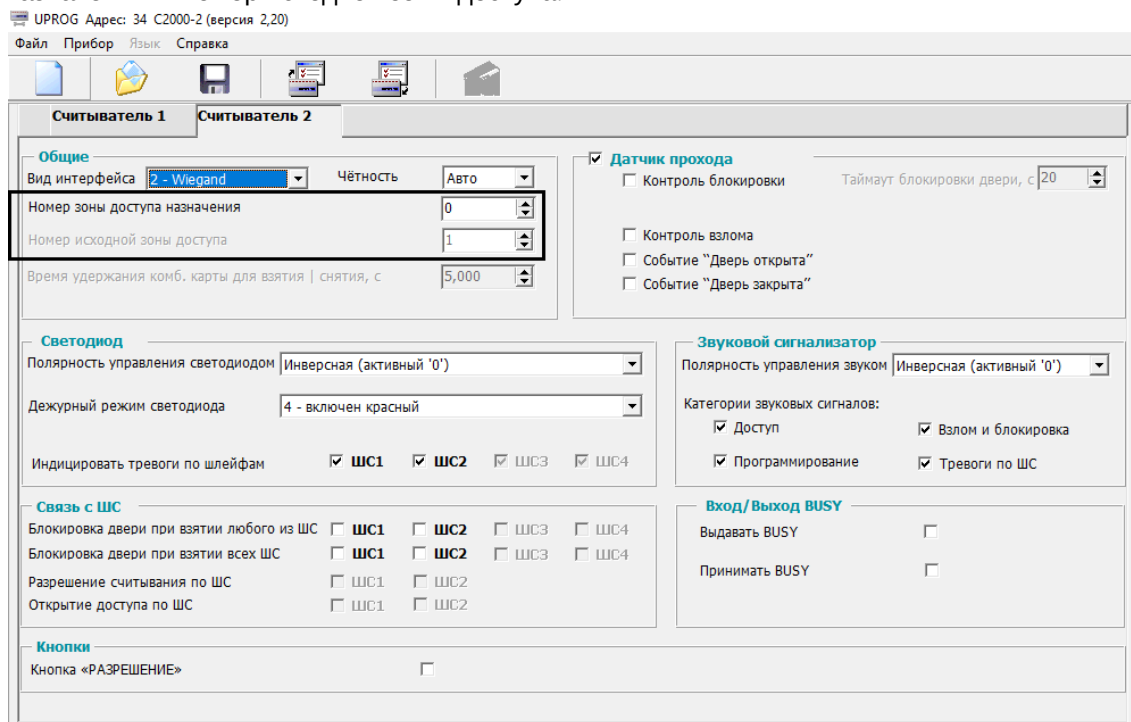 UPROG Адрес: 34 С2000-2 (версия 2,20)
Файл Прибор Язык Справка
Считыватель 1 Считыватель 2
Общие
Вид интерфейса 2 - Wiegand Чётность Авто
Номер зоны доступа назначения 0
Номер исходной зоны доступа 1
Время удержания комб. карты для взятия | снятия, с 5,000
Датчик прохода
Контроль блокировки Таймаут блокировки двери, с 20
Контроль взлома
Событие "Дверь открыта"
Событие "Дверь закрыта"
Светодиод
Полярность управления светодиодом Инверсная (активный '0')
Дежурный режим светодиода 4 - включен красный
Индицировать тревоги по шлейфам ШС1 ШС2 ШС3 ШС4
Звуковой сигнализатор
Полярность управления звуком Инверсная (активный '0')
Категории звуковых сигналов:
Доступ Взлом и блокировка
Программирование Тревоги по ШС
Связь с ШС
Блокировка двери при взятии любого из ШС ШС1 ШС2 ШС3 ШС4
Блокировка двери при взятии всех ШС ШС1 ШС2 ШС3 ШС4
Разрешение считывания по ШС ШС1 ШС2
Открытие доступа по ШС ШС1 ШС2
Вход/Выход BUSY
Выдавать BUSY
Принимать BUSY
Кнопки
Кнопка «РАЗРЕШЕНИЕ»